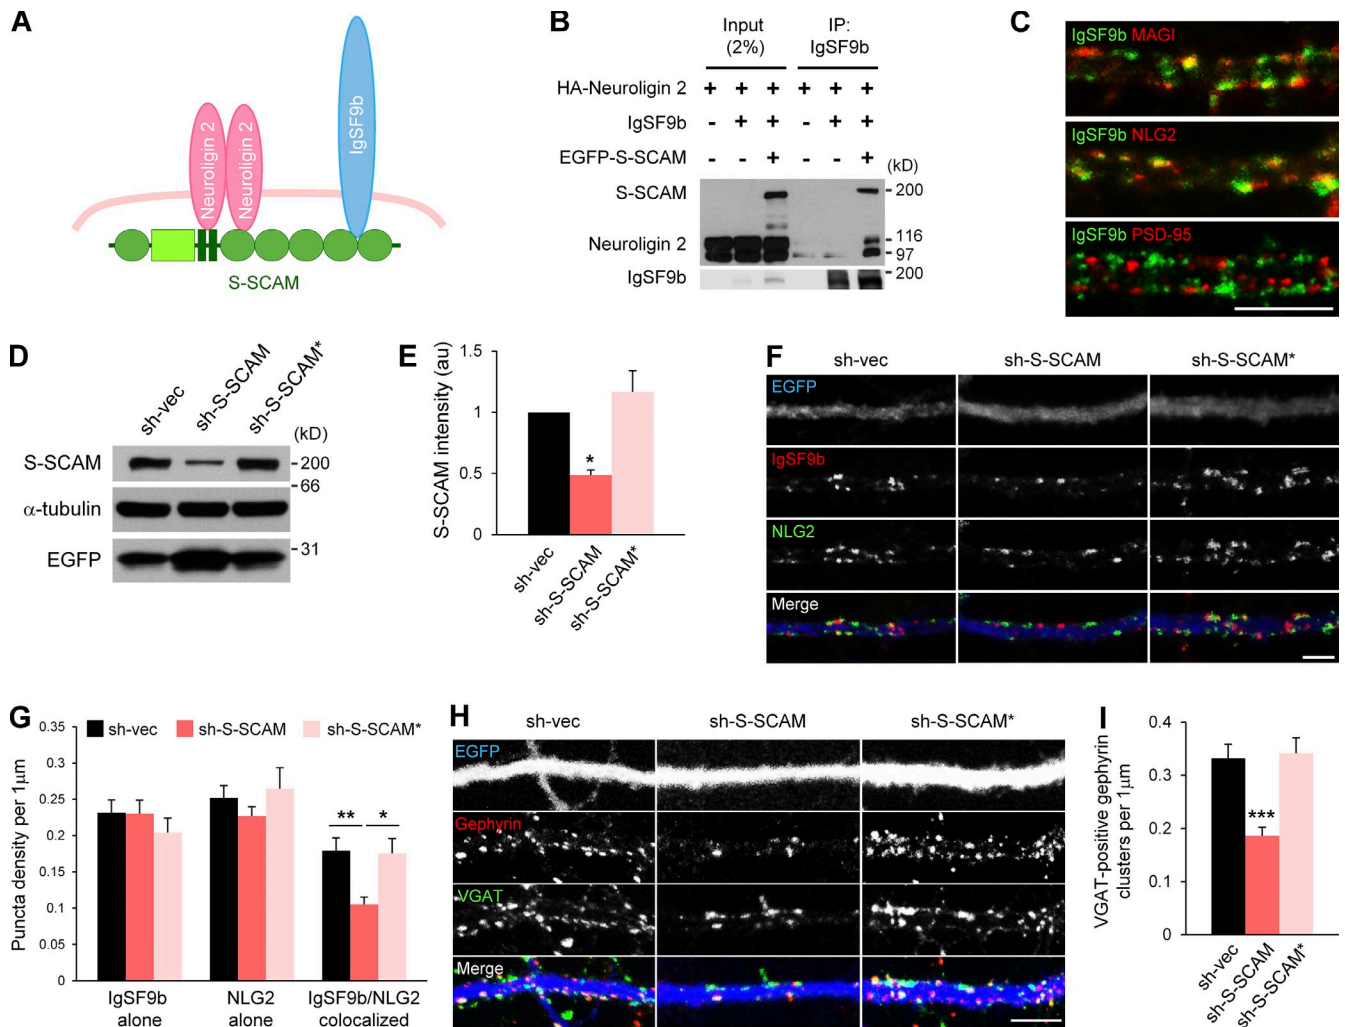 A
Neuroligin 2
Neuroligin 2
IgSF9b
S-SCAM
B
Input
(2%)
IP:
IgSF9b
HA-Neuroligin 2 + + + + + +
IgSF9b - + + - + +
EGFP-S-SCAM - - + - - +
(kD)
S-SCAM
200
Neuroligin 2
116
97
200
IgSF9b
C
IgSF9b MAGI
IgSF9b NLG2
IgSF9b PSD-95
D
sh-vec
sh-S-SCAM
sh-S-SCAM*
(kD)
S-SCAM
200
66
α-tubulin
31
EGFP
E
S-SCAM intensity (au)
1.5
1
0.5
0
*
sh-vec
sh-S-SCAM
sh-S-SCAM*
F
sh-vec sh-S-SCAM sh-S-SCAM*
EGFP
IgSF9b
NLG2
Merge
G
Puncta density per 1μm
0.35
0.3
0.25
0.2
0.15
0.1
0.05
0
sh-vec sh-S-SCAM sh-S-SCAM*
** *
IgSF9b
alone
NLG2
alone
IgSF9b/NLG2
colocalized
H
sh-vec sh-S-SCAM sh-S-SCAM*
EGFP
Gephyrin
VGAT
Merge
I
VGAT-positive gephyrin
clusters per 1μm
0.4
0.3
0.2
0.1
0
***
sh-vec
sh-S-SCAM
sh-S-SCAM*